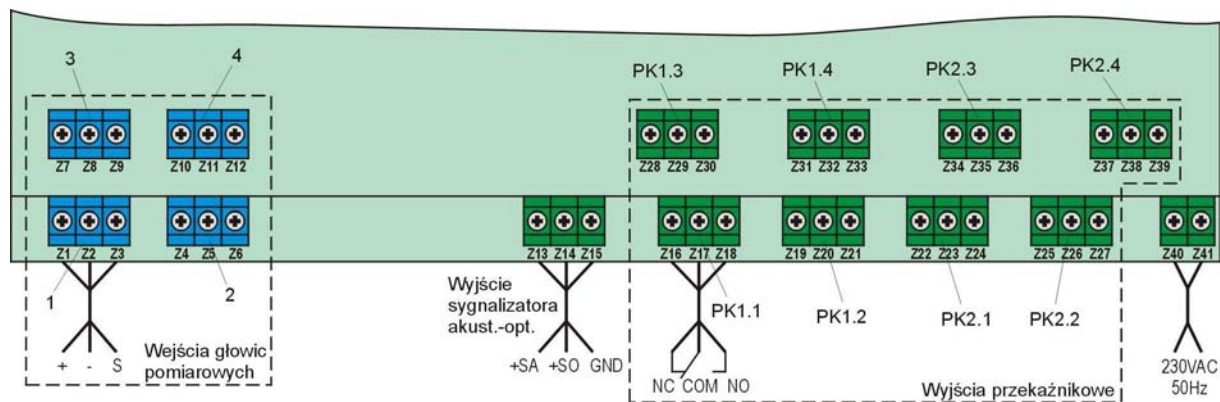 3 4 PK1.3 PK1.4 PK2.3 PK2.4
Z7 Z8 Z9 Z10 Z11 Z12 Z28 Z29 Z30 Z31 Z32 Z33 Z34 Z35 Z36 Z37 Z38 Z39
Z1 Z2 Z3 Z4 Z5 Z6 Z13 Z14 Z15 Z16 Z17 Z18 Z19 Z20 Z21 Z22 Z23 Z24 Z25 Z26 Z27 Z40 Z41
1 2
Wyjście
sygnalizatora
akust.-opt.
PK1.1 PK1.2 PK2.1 PK2.2
Wejścia głowic
pomiarowych
+ - S
+SA +SO GND
NC COM NO
Wyjścia przekaźnikowe
230VAC
50Hz